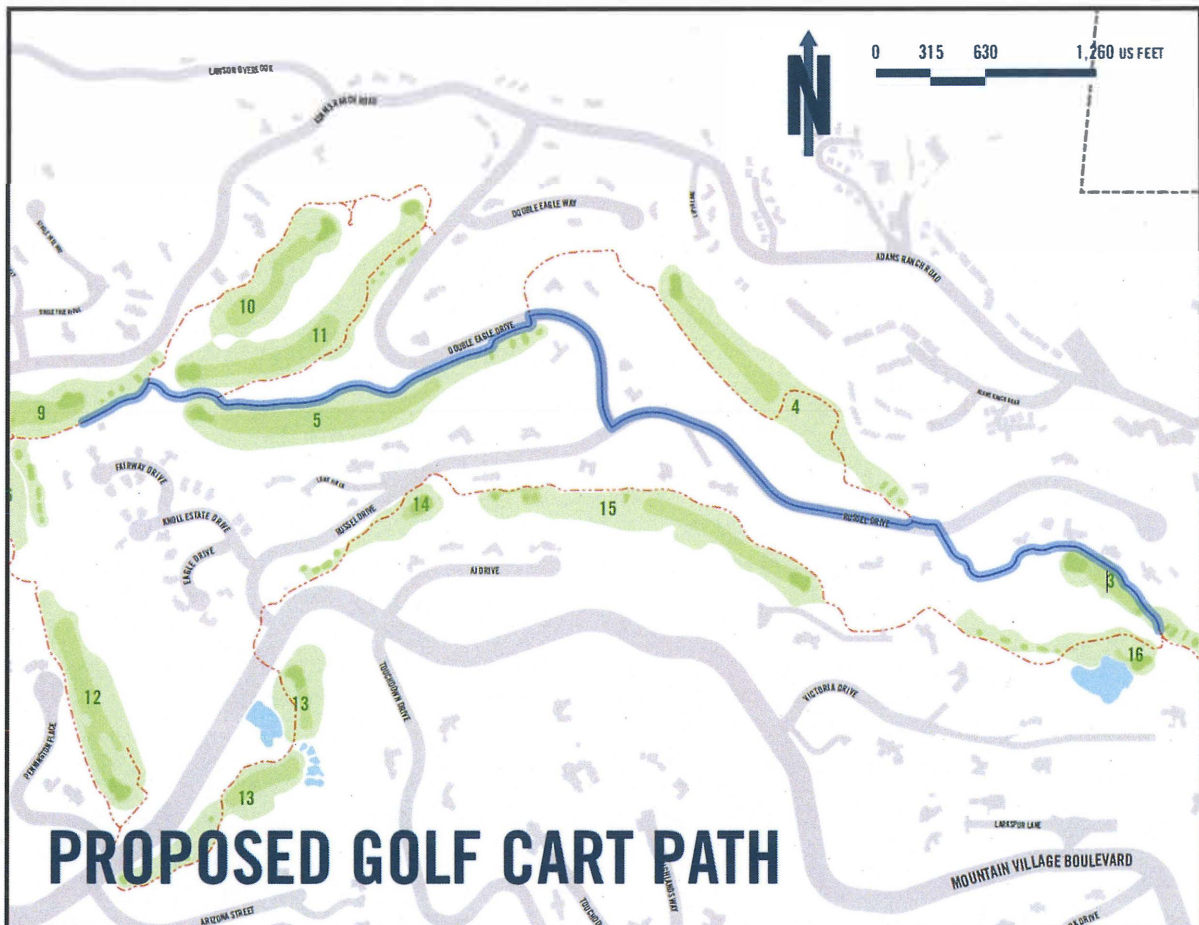 0 315 630 1,260 US FEET
N
LAWSON OVERLOOK
ADAMS RANCH ROAD
DOUBLE EAGLE WAY
ADAMS RANCH ROAD
10
11
DOUBLE EAGLE DRIVE
9
5
4
ADAMS RANCH ROAD
FAIRWAY DRIVE
KNOLL ESTATE DRIVE
EAGLE DRIVE
RUSSEL DRIVE
14
15
RUSSEL DRIVE
AJ DRIVE
3
16
12
13
TOUCHDOWN DRIVE
VICTORIA DRIVE
PENNINGTON PLACE
13
LARKSPUR LANE
PROPOSED GOLF CART PATH
MOUNTAIN VILLAGE BOULEVARD
ARIZONA STREET